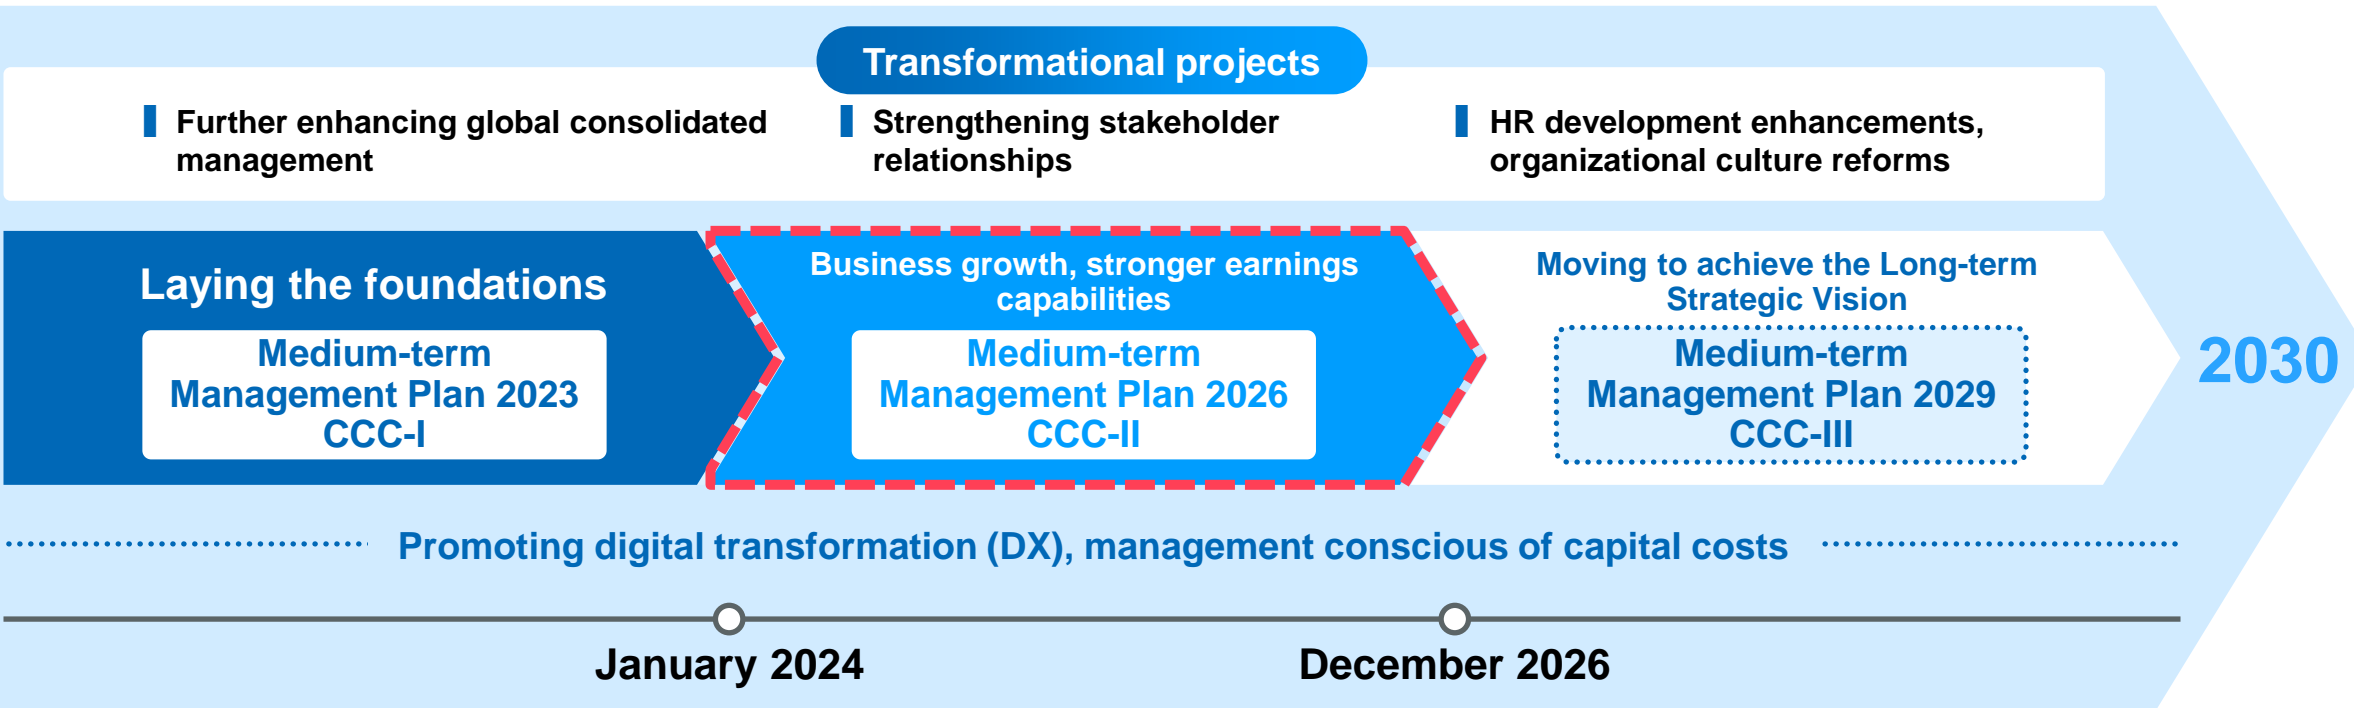 Transformational projects
Further enhancing global consolidated
management
Strengthening stakeholder
relationships
HR development enhancements,
organizational culture reforms
Laying the foundations
Medium-term
Management Plan 2023
CCC-I
Business growth, stronger earnings
capabilities
Medium-term
Management Plan 2026
CCC-II
Moving to achieve the Long-term
Strategic Vision
Medium-term
Management Plan 2029
CCC-III
2030
Promoting digital transformation (DX), management conscious of capital costs
January 2024
December 2026